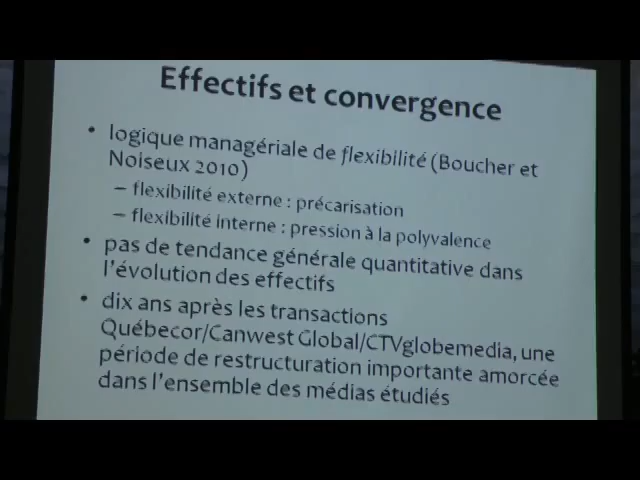 Effectifs et convergence
• logique managériale de flexibilité (Boucher et
Noiseux 2010)
– flexibilité externe : précarisation
– flexibilité interne : pression à la polyvalence
• pas de tendance générale quantitative dans
l'évolution des effectifs
• dix ans après les transactions
Québecor/Canwest Global/CTVglobemedia, une
période de restructuration importante amorcée
dans l'ensemble des médias étudiés